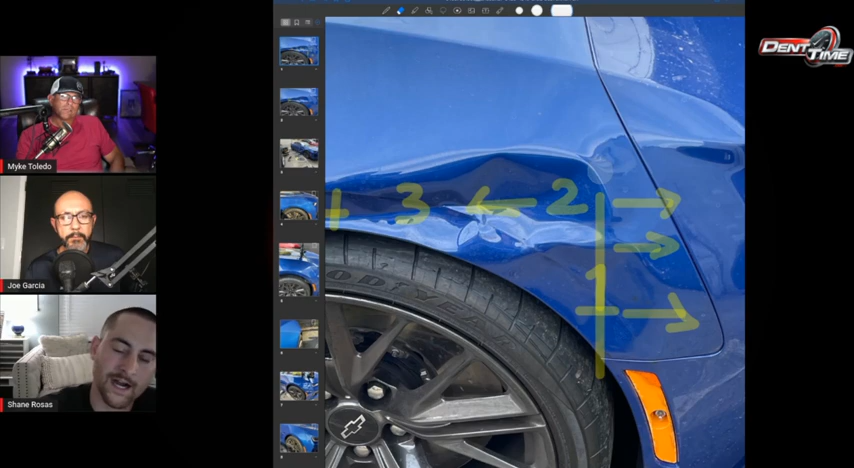 DENT TIME
Myke Toledo
Joe Garcia
Shane Rosas
3
2
1
GOODYEAR